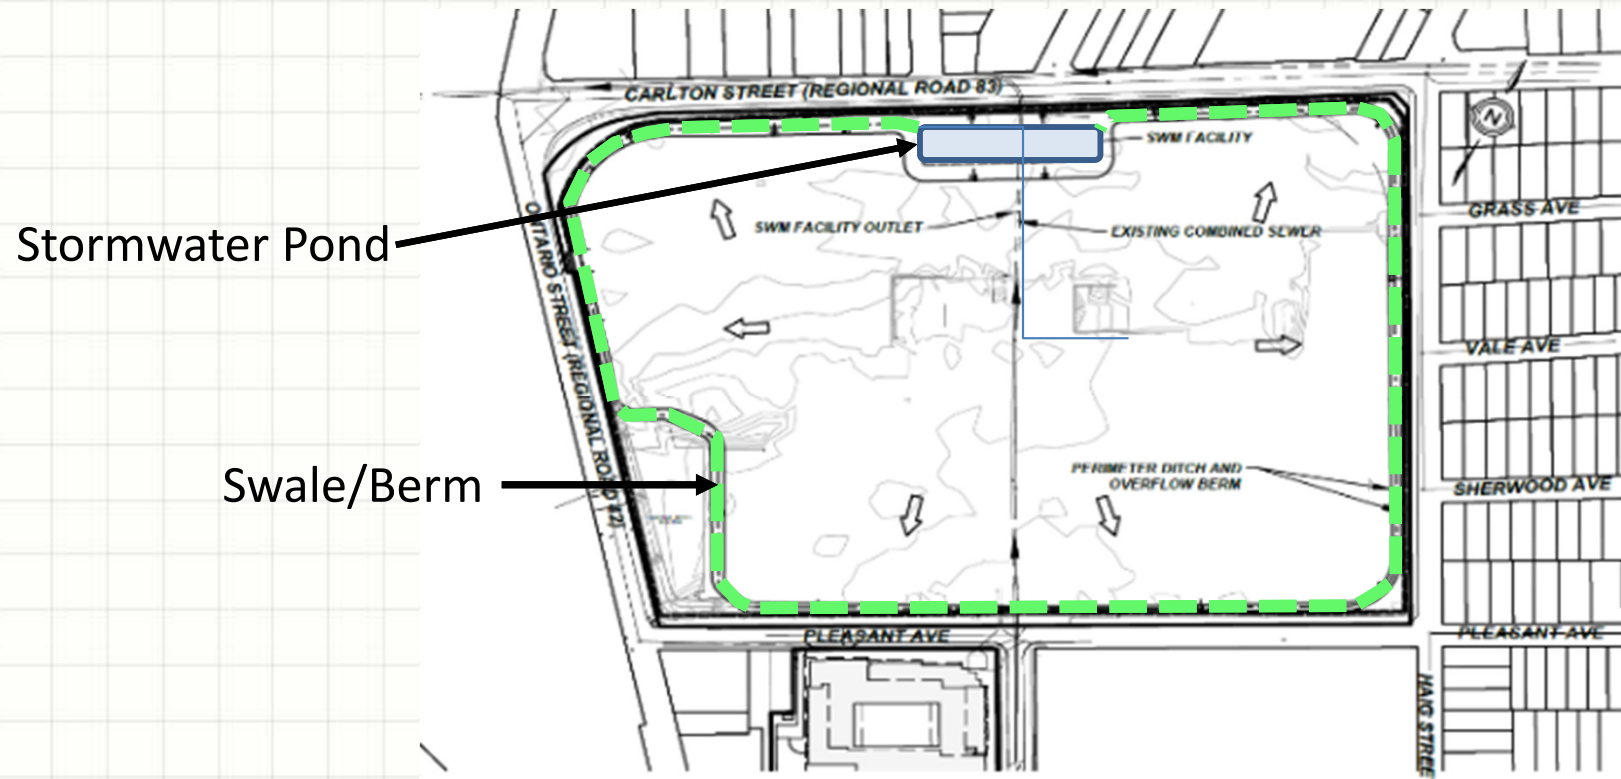 CARLTON STREET (REGIONAL ROAD 83)
SWM FACILITY
N
Stormwater Pond
ONTARIO STREET (REGIONAL ROAD 42)
SWM FACILITY OUTLET
EXISTING COMBINED SEWER
GRASS AVE
VALE AVE
Swale/Berm
PERIMETER DITCH AND
OVERFLOW BERM
SHERWOOD AVE
PLEASANT AVE
PLEASANT AVE
HAIG STREE